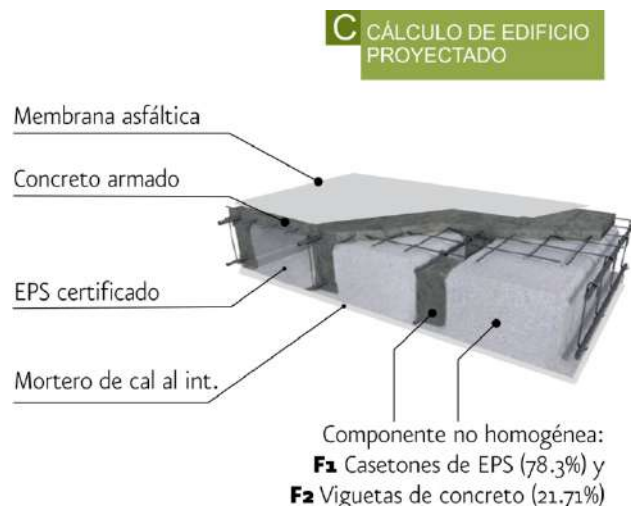 C CÁLCULO DE EDIFICIO
PROYECTADO
Membrana asfáltica
Concreto armado
EPS certificado
Mortero de cal al int.
Componente no homogénea:
F1 Casetones de EPS (78.3%) y
F2 Viguetas de concreto (21.71%)